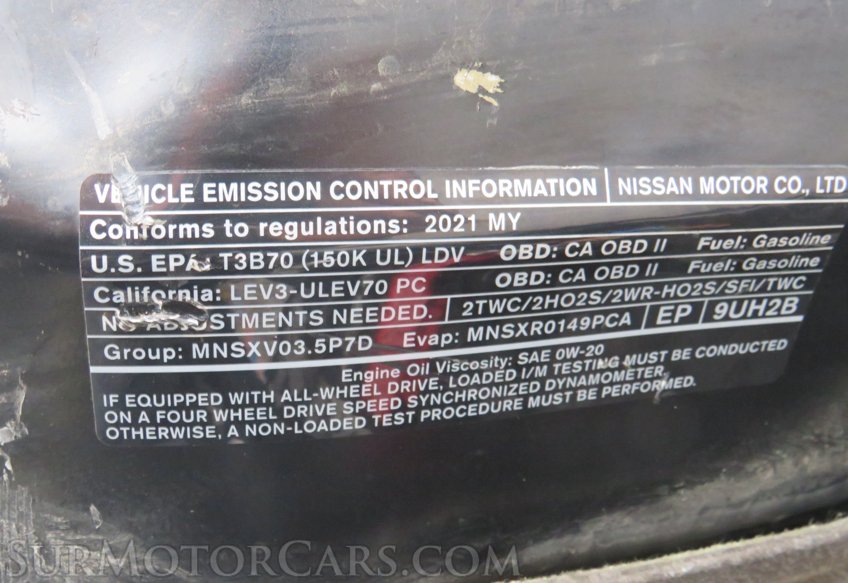 VEHICLE EMISSION CONTROL INFORMATION NISSAN MOTOR CO., LTD
Conforms to regulations: 2021 MY
U.S. EPA: T3B70 (150K UL) LDV OBD: CA OBD II Fuel: Gasoline
California: LEV3-ULEV70 PC OBD: CA OBD II Fuel: Gasoline
NO ADJUSTMENTS NEEDED. 2TWC/2HO2S/2WR-HO2S/SFI/TWC
Group: MNSXV03.5P7D Evap: MNSXR0149PCA EP 9UH2B
Engine Oil Viscosity: SAE 0W-20
IF EQUIPPED WITH ALL-WHEEL DRIVE, LOADED I/M TESTING MUST BE CONDUCTED
ON A FOUR WHEEL DRIVE SPEED SYNCHRONIZED DYNAMOMETER.
OTHERWISE, A NON-LOADED TEST PROCEDURE MUST BE PERFORMED.
SurMotorCars.com